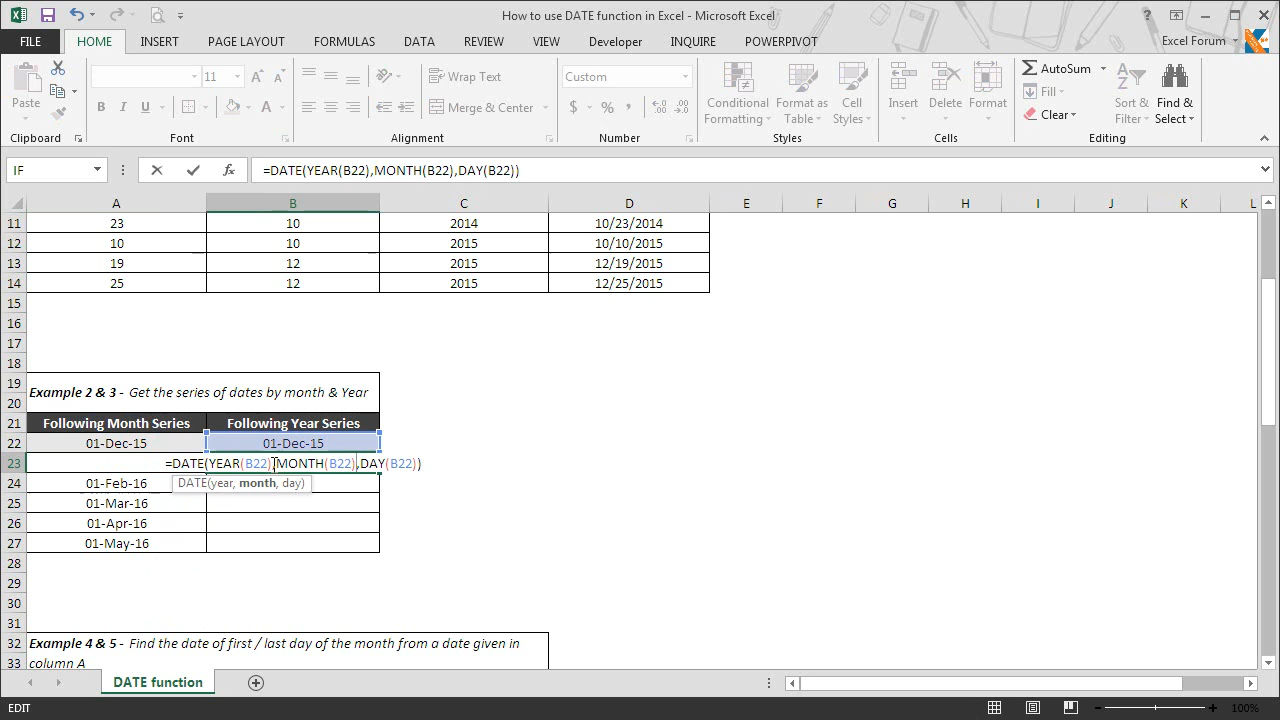 How to use DATE function in Excel - Microsoft Excel
FILE HOME INSERT PAGE LAYOUT FORMULAS DATA REVIEW VIEW Developer INQUIRE POWERPIVOT Excel Forum
Paste 11 Wrap Text Custom Conditional Formatting Format as Table Cell Styles Insert Delete Format AutoSum Fill Clear Sort & Filter Find & Select
B I U A Merge & Center $ % ,
Clipboard Font Alignment Number Styles Cells Editing
IF =DATE(YEAR(B22),MONTH(B22),DAY(B22))
A B C D E F G H I J K L
11 23 10 2014 10/23/2014
12 10 10 2015 10/10/2015
13 19 12 2015 12/19/2015
14 25 12 2015 12/25/2015
15
16
17
18
19
Example 2 & 3 - Get the series of dates by month & Year
20
21 Following Month Series Following Year Series
22 01-Dec-15 01-Dec-15
23 =DATE(YEAR(B22),MONTH(B22),DAY(B22))
24 01-Feb-16 DATE(year, month, day)
25 01-Mar-16
26 01-Apr-16
27 01-May-16
28
29
30
31
32 Example 4 & 5 - Find the date of first / last day of the month from a date given in
33 column A
DATE function
EDIT 100%